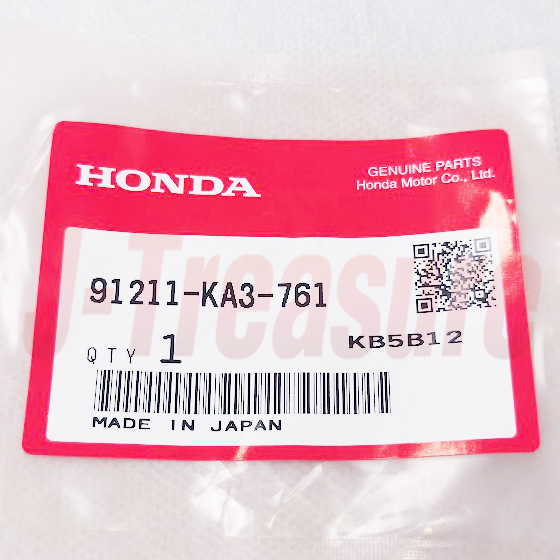 HONDA
GENUINE PARTS
Honda Motor Co., Ltd.
J-Treasure
91211-KA3-761
KB5B12
QTY 1
MADE IN JAPAN